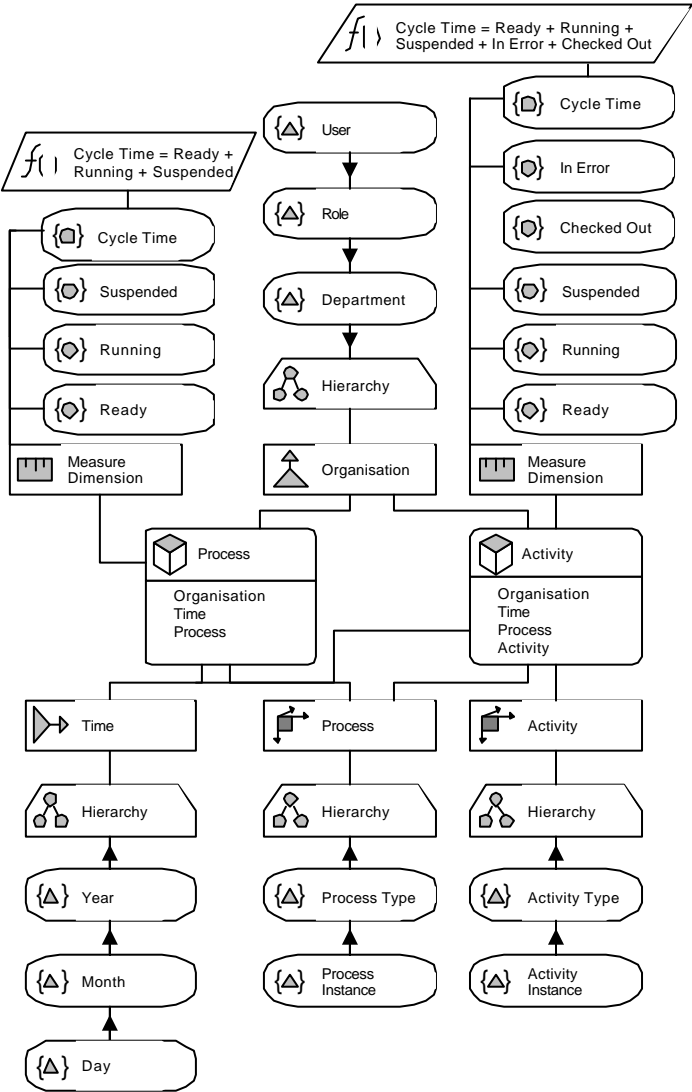 Cycle Time = Ready + Running +
Suspended + In Error + Checked Out
Cycle Time
In Error
Checked Out
Suspended
Running
Ready
Measure
Dimension
User
Role
Department
Hierarchy
Organisation
Cycle Time = Ready +
Running + Suspended
Cycle Time
Suspended
Running
Ready
Measure
Dimension
Process
Organisation
Time
Process
Activity
Organisation
Time
Process
Activity
Time
Hierarchy
Year
Month
Day
Process
Hierarchy
Process Type
Process
Instance
Activity
Hierarchy
Activity Type
Activity
Instance